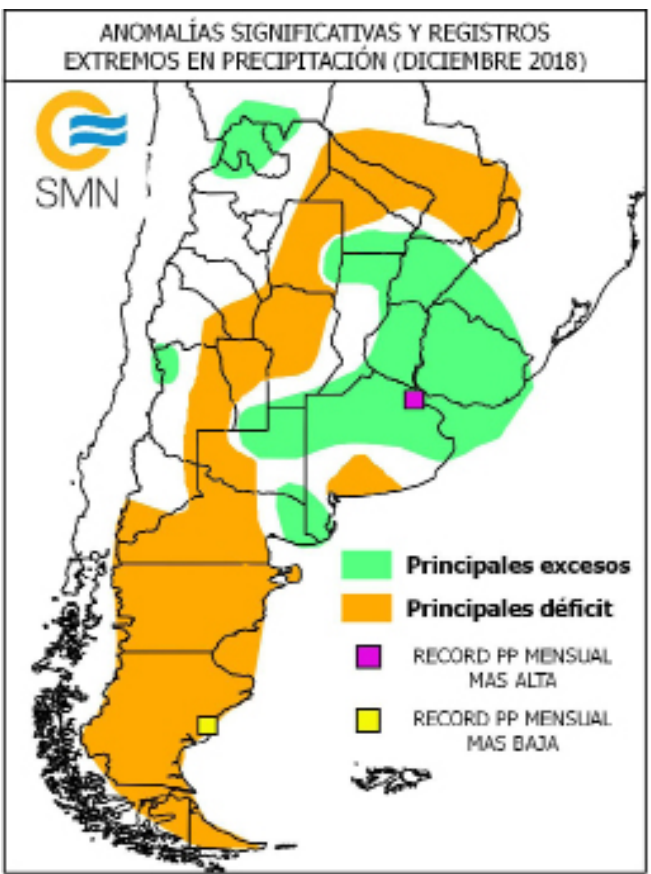 ANOMALÍAS SIGNIFICATIVAS Y REGISTROS
EXTREMOS EN PRECIPITACIÓN (DICIEMBRE 2018)
SMN
Principales excesos
Principales déficit
RECORD PP MENSUAL
MAS ALTA
RECORD PP MENSUAL
MAS BAJA